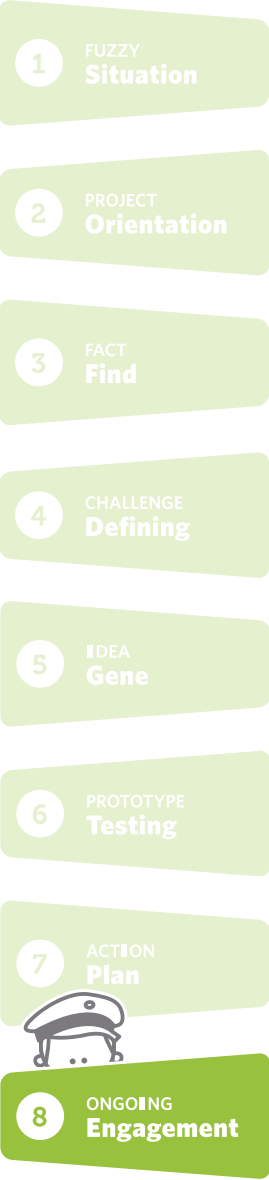 1
FUZZY
Situation
2
PROJECT
Orientation
3
FACT
Find
4
CHALLENGE
Defining
5
IDEA
Gene
6
PROTOTYPE
Testing
7
ACTION
Plan
8
ONGOING
Engagement